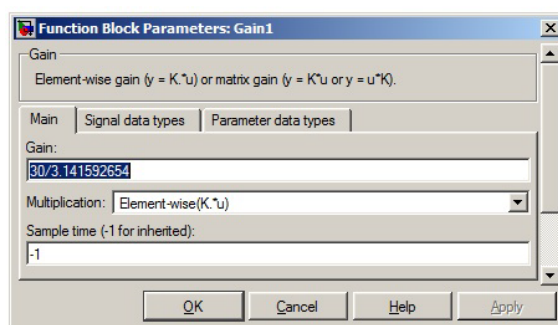 Function Block Parameters: Gain1
Gain
Element-wise gain (y = K.*u) or matrix gain (y = K*u or y = u*K).
Main Signal data types Parameter data types
Gain:
30/3.141592654
Multiplication: Element-wise(K.*u)
Sample time (-1 for inherited):
-1
OK Cancel Help Apply